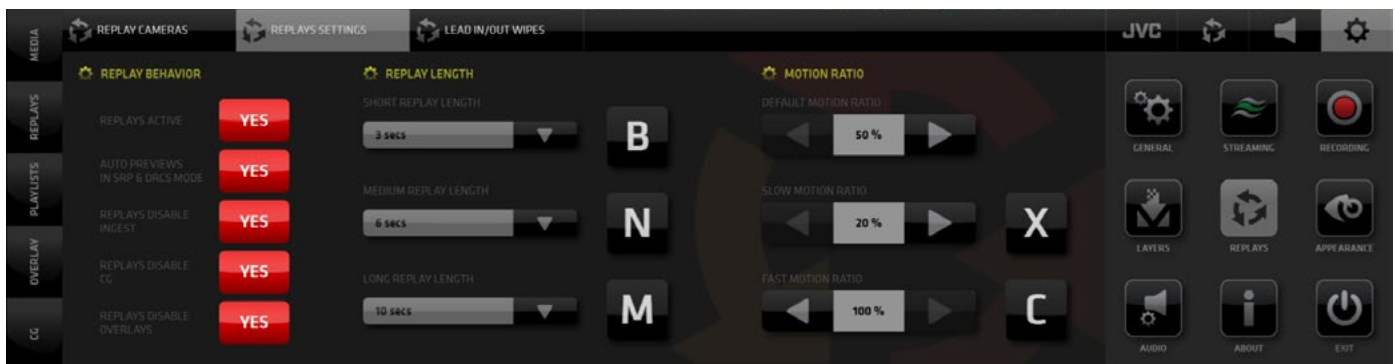 MEDIA
REPLAYS
PLAYLISTS
OVERLAY
CG
REPLAY CAMERAS
REPLAYS SETTINGS
LEAD IN/OUT WIPES
REPLAY BEHAVIOR
REPLAYS ACTIVE
YES
AUTO PREVIEWS
IN SRP & DRCS MODE
YES
REPLAYS DISABLE
INGEST
YES
REPLAYS DISABLE
CG
YES
REPLAYS DISABLE
OVERLAYS
YES
REPLAY LENGTH
SHORT REPLAY LENGTH
3 secs
B
MEDIUM REPLAY LENGTH
6 secs
N
LONG REPLAY LENGTH
10 secs
M
MOTION RATIO
DEFAULT MOTION RATIO
50 %
SLOW MOTION RATIO
20 %
X
FAST MOTION RATIO
100 %
C
JVC
GENERAL
STREAMING
RECORDING
LAYERS
REPLAYS
APPEARANCE
AUDIO
ABOUT
EXIT